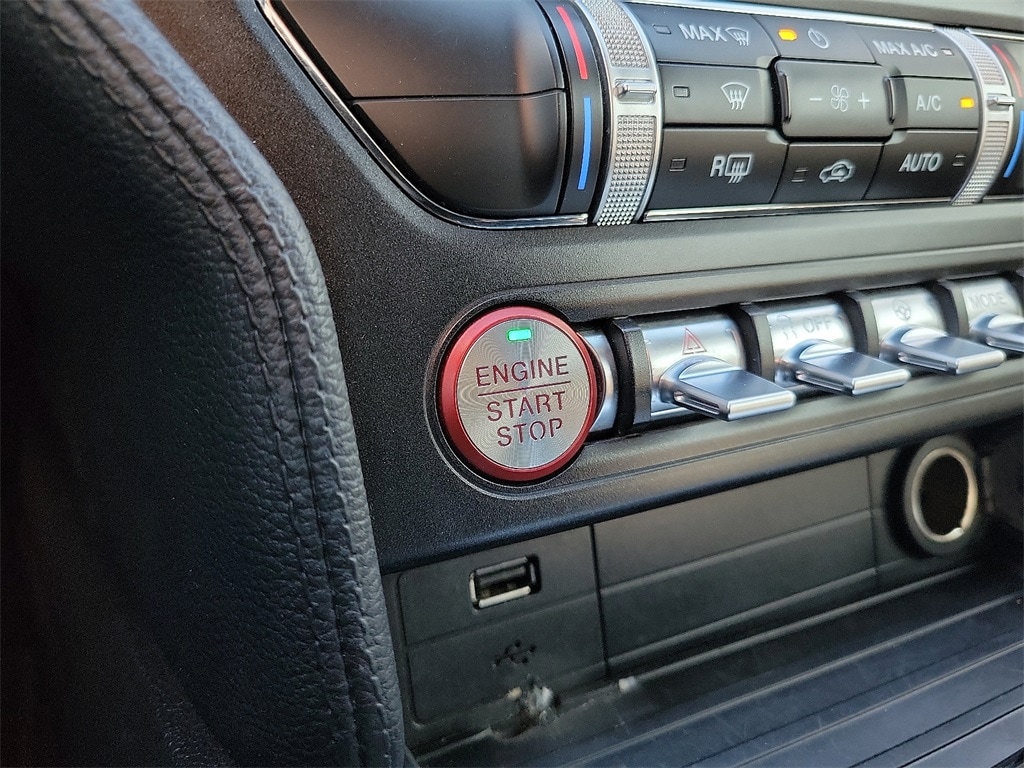 MAX
MAX A/C
- +
A/C
R
AUTO
ENGINE
START
STOP
OFF
MODE